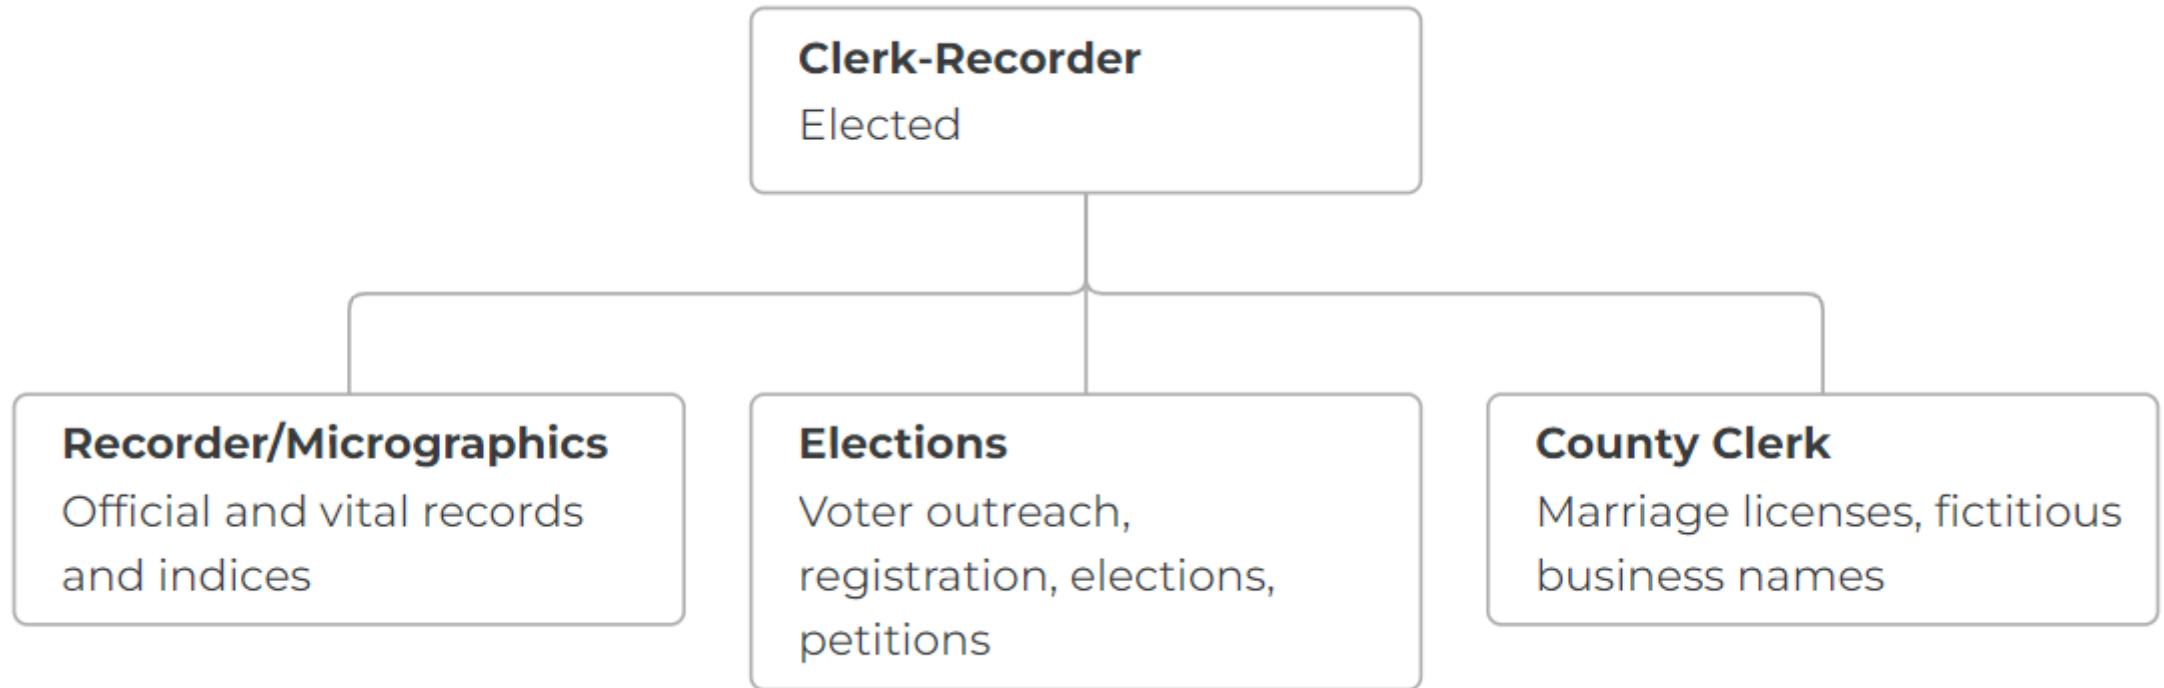 Clerk-Recorder
Elected
Recorder/Micrographics
Official and vital records
and indices
Elections
Voter outreach,
registration, elections,
petitions
County Clerk
Marriage licenses, fictitious
business names